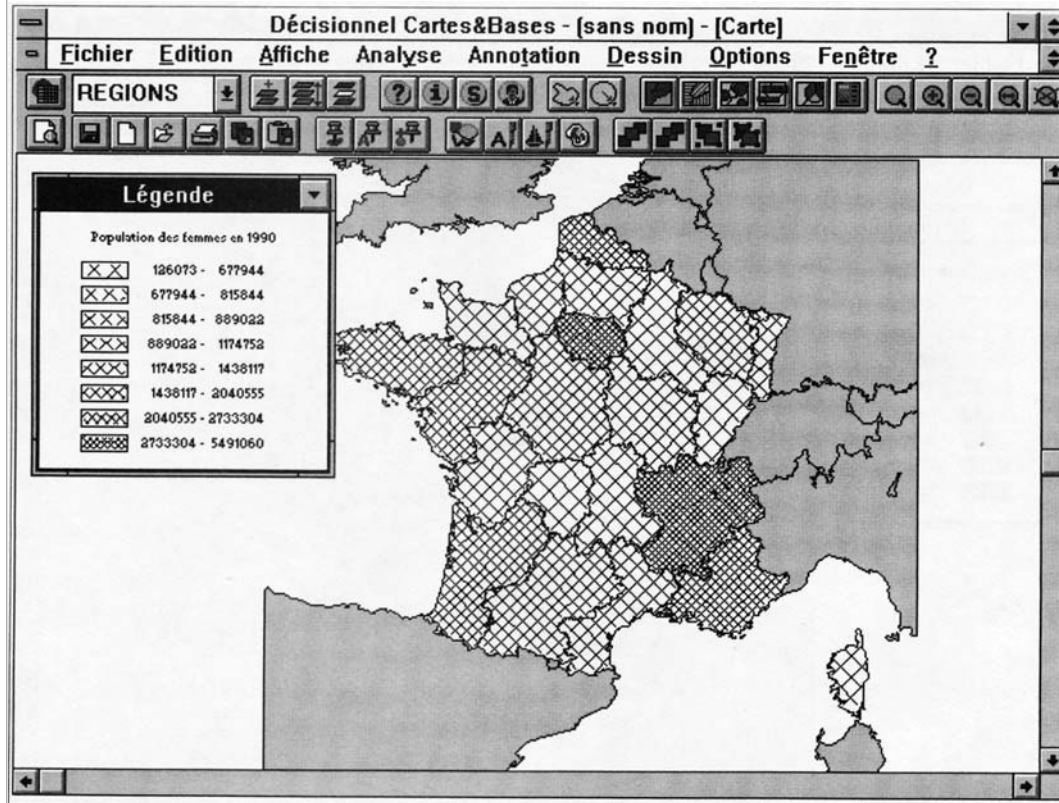 Décisionnel Cartes&Bases - (sans nom) - [Carte]
Fichier Edition Affiche Analyse Annotation Dessin Options Fenêtre ?
REGIONS
Légende
Population des femmes en 1990
126073 - 677944
677944 - 815844
815844 - 889022
889022 - 1174752
1174752 - 1438117
1438117 - 2040555
2040555 - 2733304
2733304 - 5491060